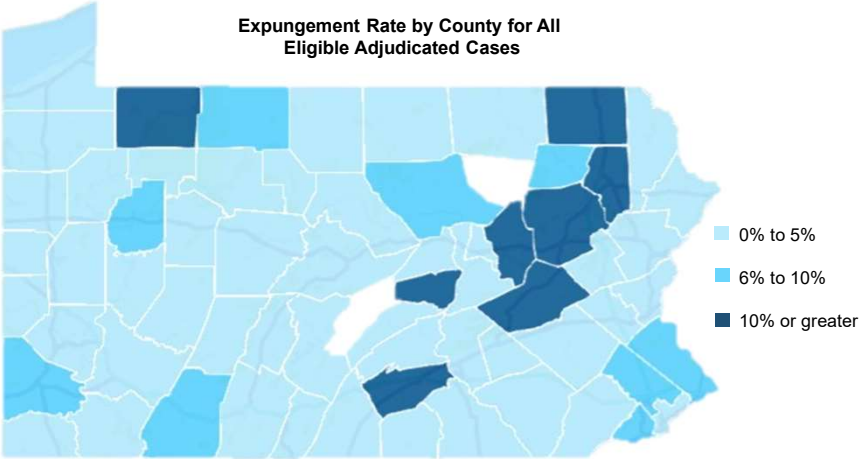 Expungement Rate by County for All
Eligible Adjudicated Cases
0% to 5%
6% to 10%
10% or greater